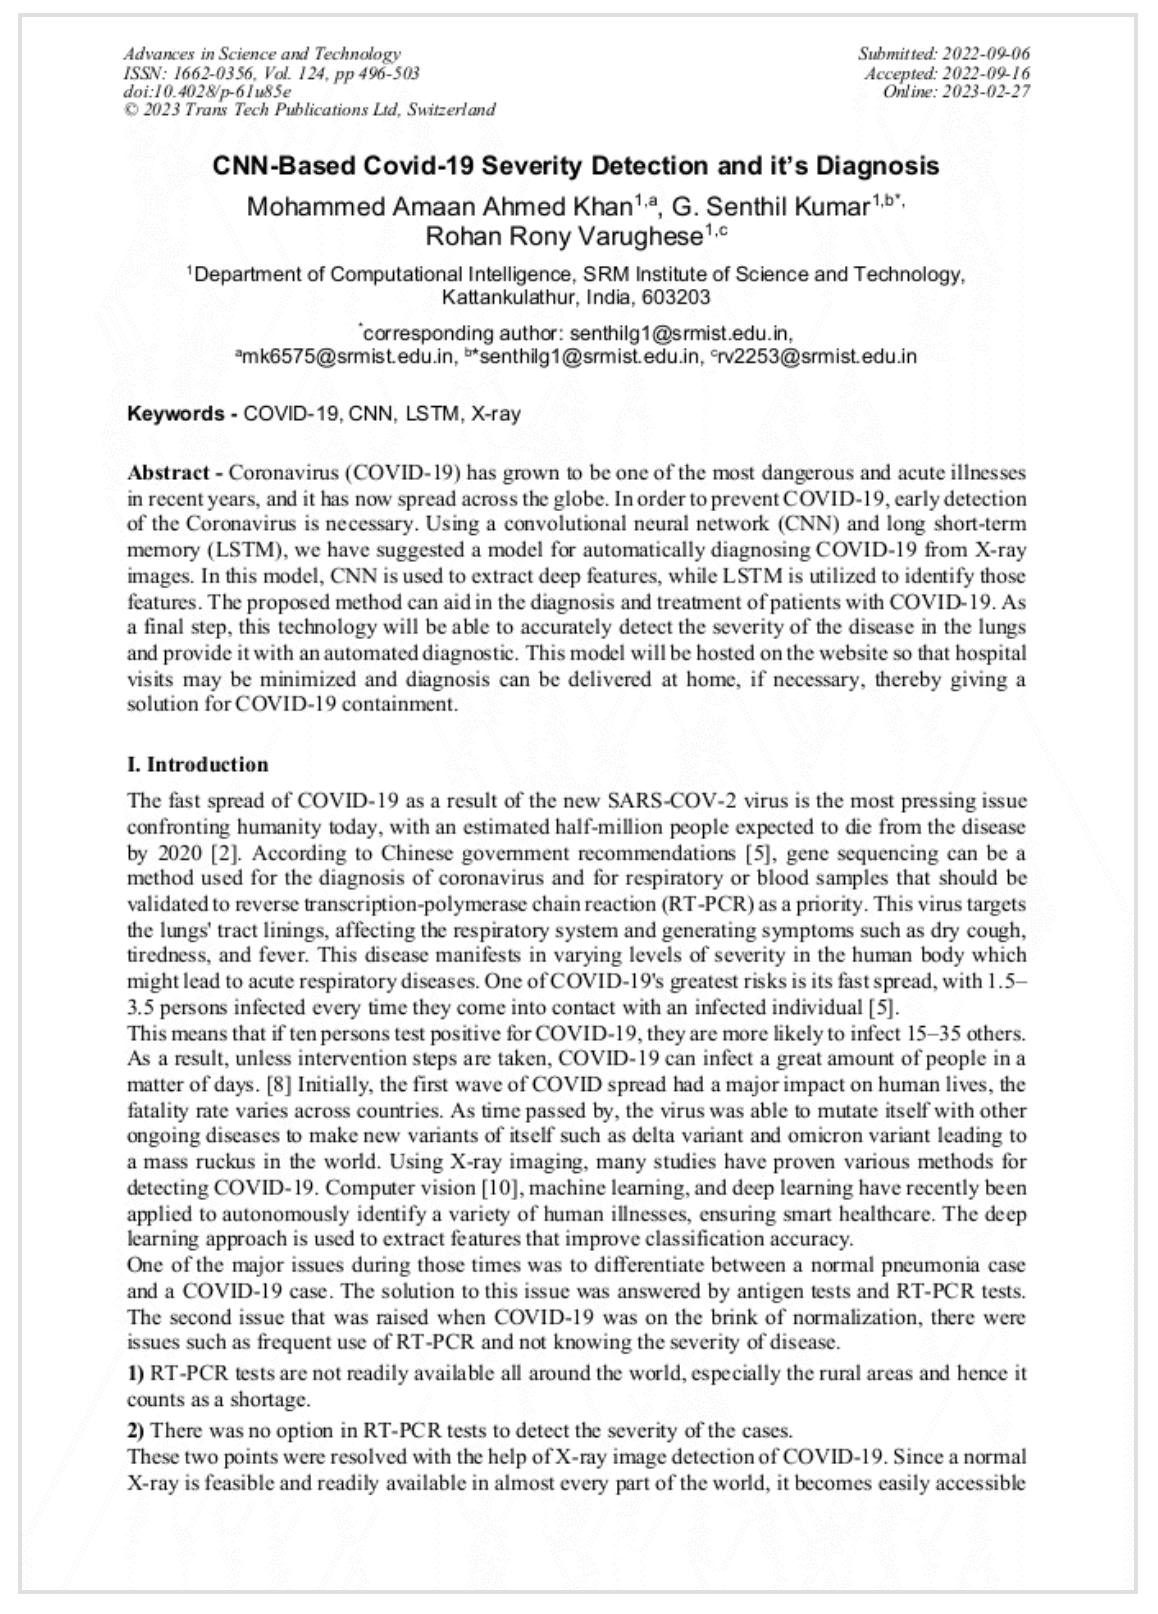 Advances in Science and Technology
ISSN: 1662-0356, Vol. 124, pp 496-503
doi:10.4028/p-61u85e
© 2023 Trans Tech Publications Ltd, Switzerland
Submitted: 2022-09-06
Accepted: 2022-09-16
Online: 2023-02-27
CNN-Based Covid-19 Severity Detection and it's Diagnosis
Mohammed Amaan Ahmed Khan1,a, G. Senthil Kumar1,b*,
Rohan Rony Varughese1,c
1Department of Computational Intelligence, SRM Institute of Science and Technology,
Kattankulathur, India, 603203
*corresponding author: senthilg1@srmist.edu.in,
amk6575@srmist.edu.in, b*senthilg1@srmist.edu.in, crv2253@srmist.edu.in
Keywords - COVID-19, CNN, LSTM, X-ray
Abstract - Coronavirus (COVID-19) has grown to be one of the most dangerous and acute illnesses
in recent years, and it has now spread across the globe. In order to prevent COVID-19, early detection
of the Coronavirus is necessary. Using a convolutional neural network (CNN) and long short-term
memory (LSTM), we have suggested a model for automatically diagnosing COVID-19 from X-ray
images. In this model, CNN is used to extract deep features, while LSTM is utilized to identify those
features. The proposed method can aid in the diagnosis and treatment of patients with COVID-19. As
a final step, this technology will be able to accurately detect the severity of the disease in the lungs
and provide it with an automated diagnostic. This model will be hosted on the website so that hospital
visits may be minimized and diagnosis can be delivered at home, if necessary, thereby giving a
solution for COVID-19 containment.
I. Introduction
The fast spread of COVID-19 as a result of the new SARS-COV-2 virus is the most pressing issue
confronting humanity today, with an estimated half-million people expected to die from the disease
by 2020 [2]. According to Chinese government recommendations [5], gene sequencing can be a
method used for the diagnosis of coronavirus and for respiratory or blood samples that should be
validated to reverse transcription-polymerase chain reaction (RT-PCR) as a priority. This virus targets
the lungs' tract linings, affecting the respiratory system and generating symptoms such as dry cough,
tiredness, and fever. This disease manifests in varying levels of severity in the human body which
might lead to acute respiratory diseases. One of COVID-19's greatest risks is its fast spread, with 1.5–
3.5 persons infected every time they come into contact with an infected individual [5].
This means that if ten persons test positive for COVID-19, they are more likely to infect 15–35 others.
As a result, unless intervention steps are taken, COVID-19 can infect a great amount of people in a
matter of days. [8] Initially, the first wave of COVID spread had a major impact on human lives, the
fatality rate varies across countries. As time passed by, the virus was able to mutate itself with other
ongoing diseases to make new variants of itself such as delta variant and omicron variant leading to
a mass ruckus in the world. Using X-ray imaging, many studies have proven various methods for
detecting COVID-19. Computer vision [10], machine learning, and deep learning have recently been
applied to autonomously identify a variety of human illnesses, ensuring smart healthcare. The deep
learning approach is used to extract features that improve classification accuracy.
One of the major issues during those times was to differentiate between a normal pneumonia case
and a COVID-19 case. The solution to this issue was answered by antigen tests and RT-PCR tests.
The second issue that was raised when COVID-19 was on the brink of normalization, there were
issues such as frequent use of RT-PCR and not knowing the severity of disease.
1) RT-PCR tests are not readily available all around the world, especially the rural areas and hence it
counts as a shortage.
2) There was no option in RT-PCR tests to detect the severity of the cases.
These two points were resolved with the help of X-ray image detection of COVID-19. Since a normal
X-ray is feasible and readily available in almost every part of the world, it becomes easily accessible